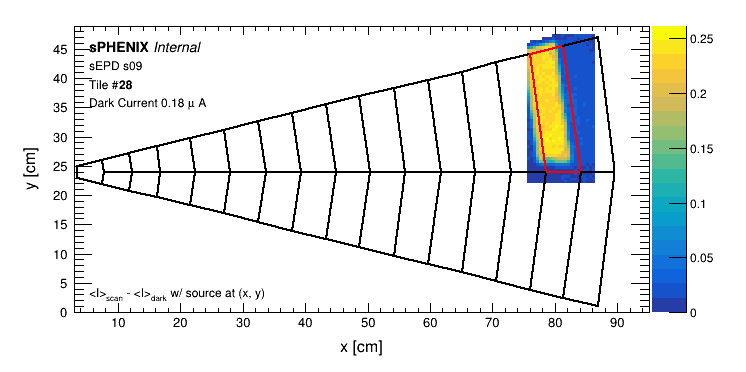 sPHENIX Internal
sEPD s09
Tile #28
Dark Current 0.18 μ A
<I>scan - <I>dark w/ source at (x, y)
y [cm]
45
40
35
30
25
20
15
10
5
0
10 20 30 40 50 60 70 80 90
x [cm]
0.25
0.2
0.15
0.1
0.05
0